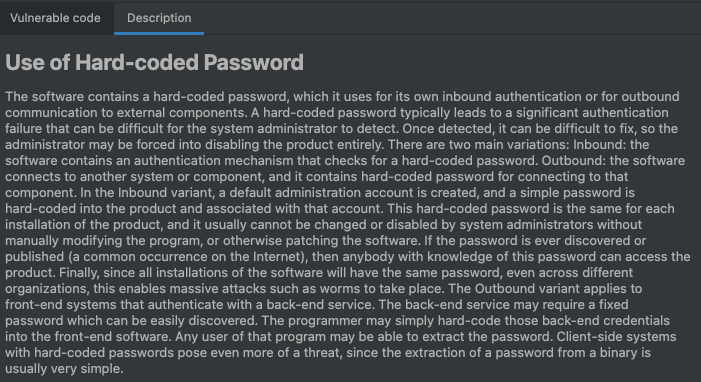 Vulnerable code Description
Use of Hard-coded Password
The software contains a hard-coded password, which it uses for its own inbound authentication or for outbound
communication to external components. A hard-coded password typically leads to a significant authentication
failure that can be difficult for the system administrator to detect. Once detected, it can be difficult to fix, so the
administrator may be forced into disabling the product entirely. There are two main variations: Inbound: the
software contains an authentication mechanism that checks for a hard-coded password. Outbound: the software
connects to another system or component, and it contains hard-coded password for connecting to that
component. In the Inbound variant, a default administration account is created, and a simple password is
hard-coded into the product and associated with that account. This hard-coded password is the same for each
installation of the product, and it usually cannot be changed or disabled by system administrators without
manually modifying the program, or otherwise patching the software. If the password is ever discovered or
published (a common occurrence on the Internet), then anybody with knowledge of this password can access the
product. Finally, since all installations of the software will have the same password, even across different
organizations, this enables massive attacks such as worms to take place. The Outbound variant applies to
front-end systems that authenticate with a back-end service. The back-end service may require a fixed
password which can be easily discovered. The programmer may simply hard-code those back-end credentials
into the front-end software. Any user of that program may be able to extract the password. Client-side systems
with hard-coded passwords pose even more of a threat, since the extraction of a password from a binary is
usually very simple.